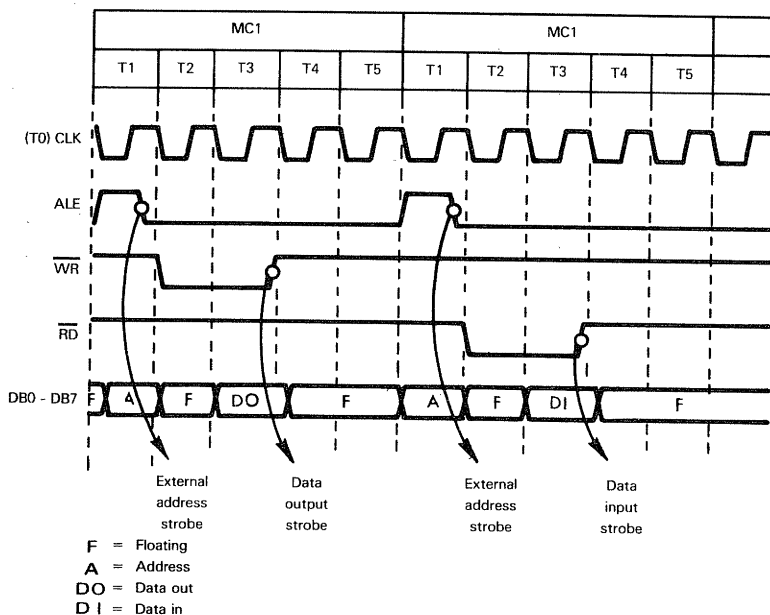 MC1 MC1
T1 T2 T3 T4 T5 T1 T2 T3 T4 T5
(T0) CLK
ALE
WR
RD
DB0 - DB7 F A F DO F A F DI F
External address strobe
Data output strobe
External address strobe
Data input strobe
F = Floating
A = Address
DO = Data out
DI = Data in